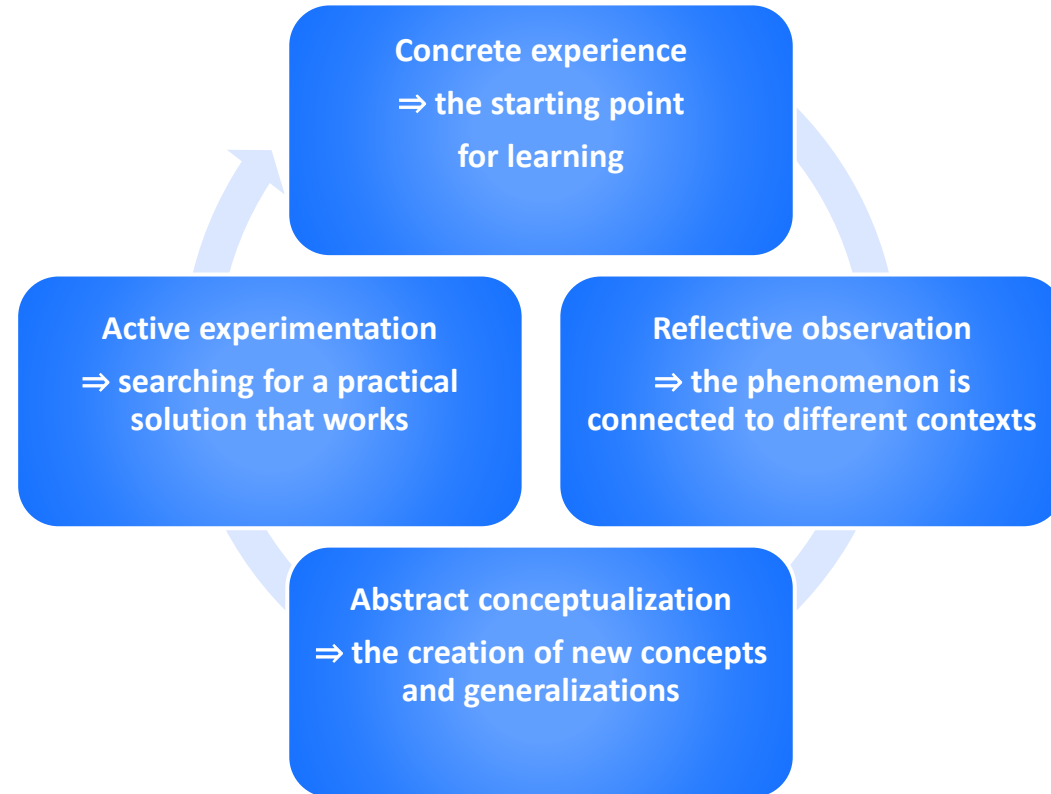 Concrete experience
⇒ the starting point
for learning
Active experimentation
⇒ searching for a practical
solution that works
Reflective observation
⇒ the phenomenon is
connected to different contexts
Abstract conceptualization
⇒ the creation of new concepts
and generalizations